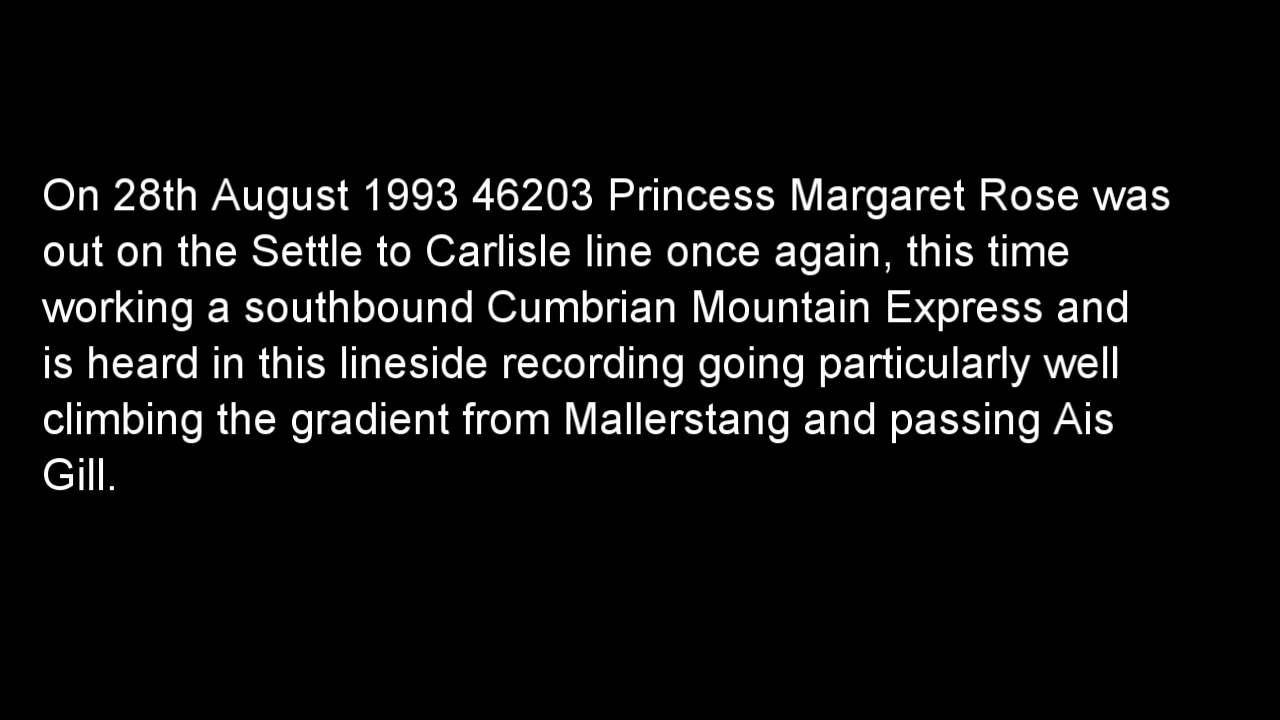 On 28th August 1993 46203 Princess Margaret Rose was
out on the Settle to Carlisle line once again, this time
working a southbound Cumbrian Mountain Express and
is heard in this lineside recording going particularly well
climbing the gradient from Mallerstang and passing Ais
Gill.